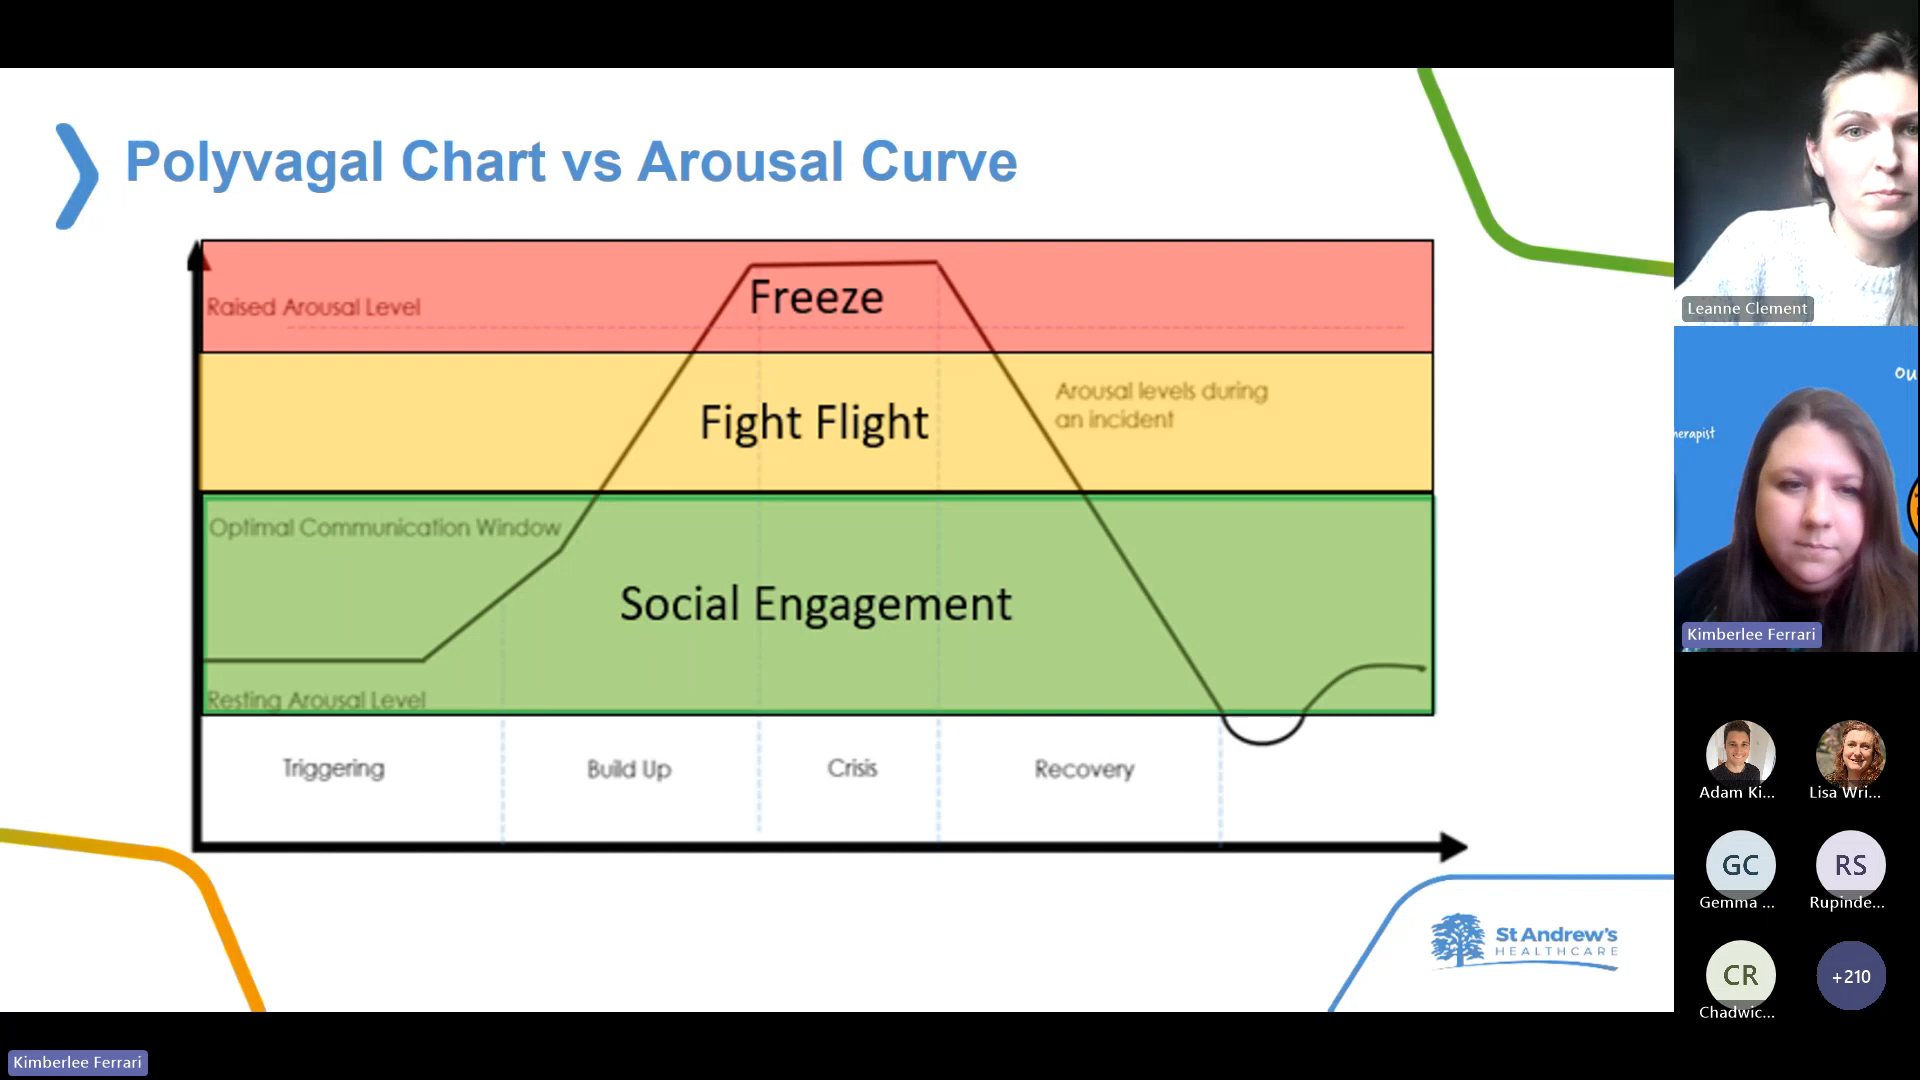 Polyvagal Chart vs Arousal Curve
Raised Arousal Level
Freeze
Fight Flight
Arousal levels during
an incident
Optimal Communication Window
Social Engagement
Resting Arousal Level
Triggering
Build Up
Crisis
Recovery
St Andrew's
HEALTHCARE
Leanne Clement
OU
herapist
Kimberlee Ferrari
Adam Ki...
Lisa Wri...
GC
RS
Gemma ...
Rupinde...
CR
+210
Chadwic...
Kimberlee Ferrari